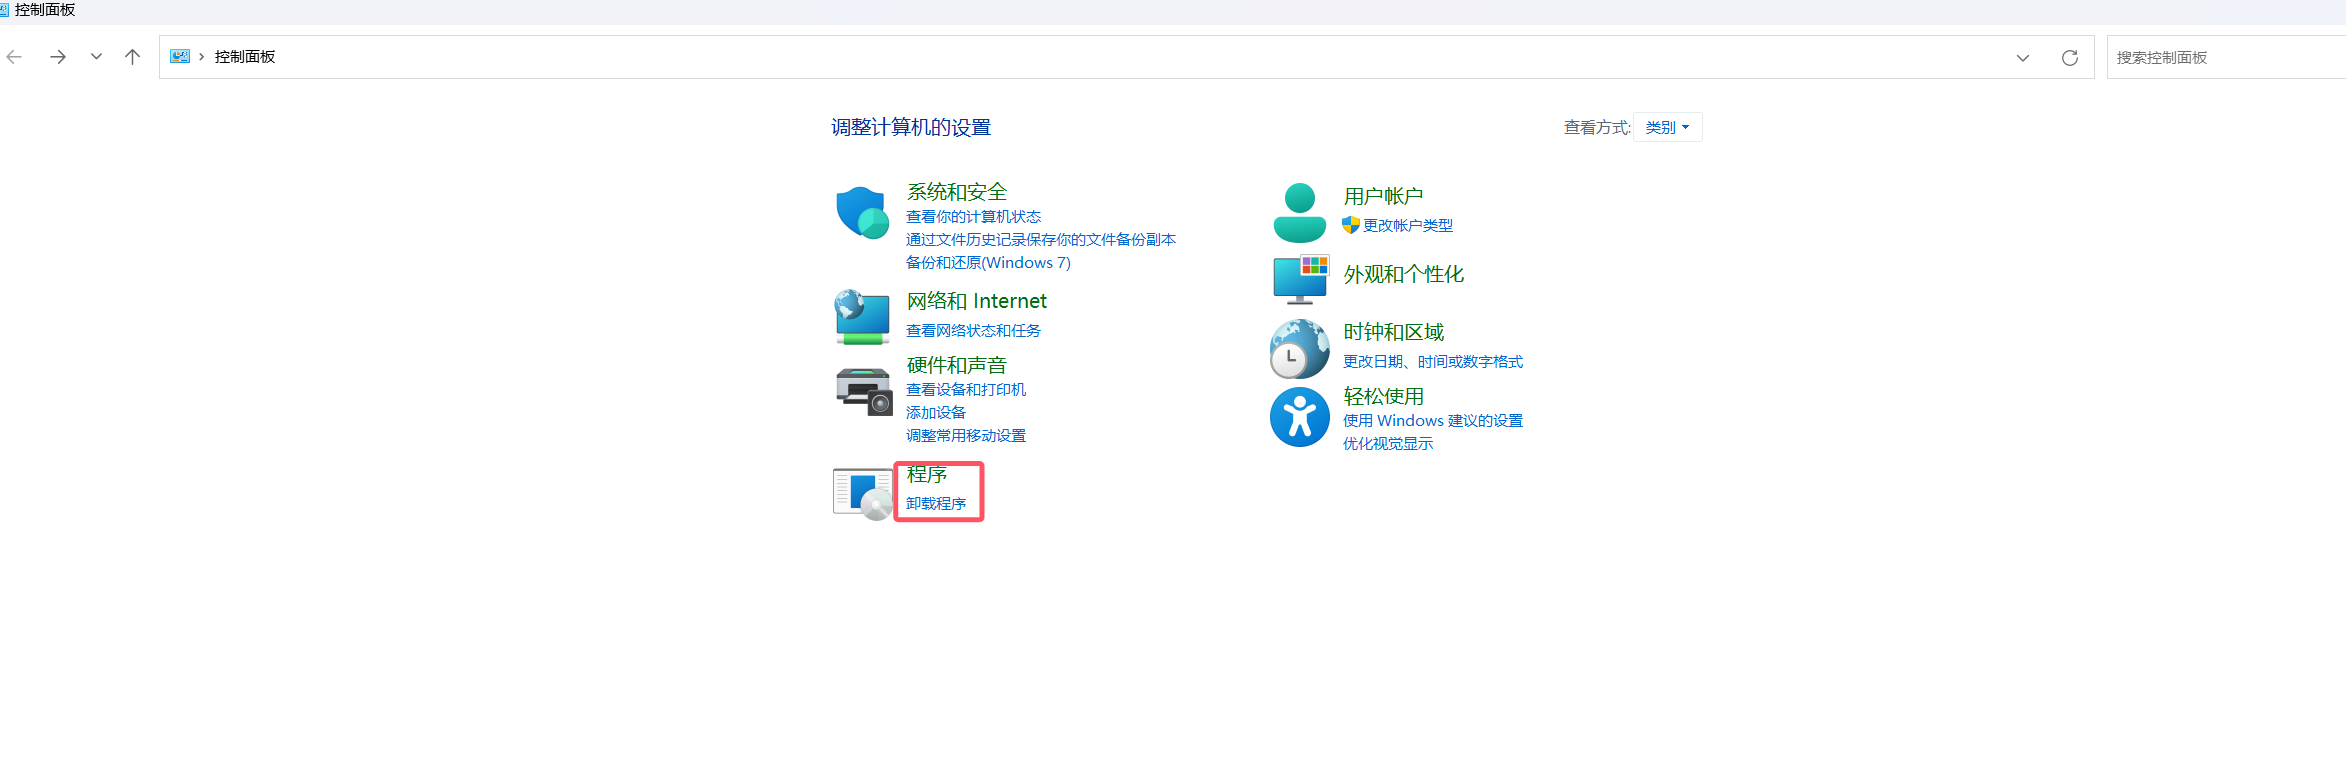 控制面板
控制面板
搜索控制面板
调整计算机的设置
查看方式: 类别
系统和安全
查看你的计算机状态
通过文件历史记录保存你的文件备份副本
备份和还原(Windows 7)
网络和 Internet
查看网络状态和任务
硬件和声音
查看设备和打印机
添加设备
调整常用移动设置
程序
卸载程序
用户帐户
更改帐户类型
外观和个性化
时钟和区域
更改日期、时间或数字格式
轻松使用
使用 Windows 建议的设置
优化视觉显示